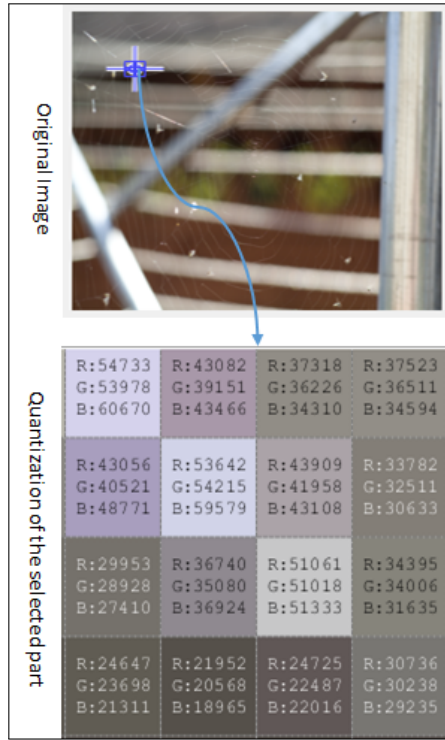 Original Image
R:54733 R:43082 R:37318 R:37523
G:53978 G:39151 G:36226 G:36511
B:60670 B:43466 B:34310 B:34594
R:43056 R:53642 R:43909 R:33782
G:40521 G:54215 G:41958 G:32511
B:48771 B:59579 B:43108 B:30633
R:29953 R:36740 R:51061 R:34395
G:28928 G:35080 G:51018 G:34006
B:27410 B:36924 B:51333 B:31635
R:24647 R:21952 R:24725 R:30736
G:23698 G:20568 G:22487 G:30238
B:21311 B:18965 B:22016 B:29235
Quantization of the selected part